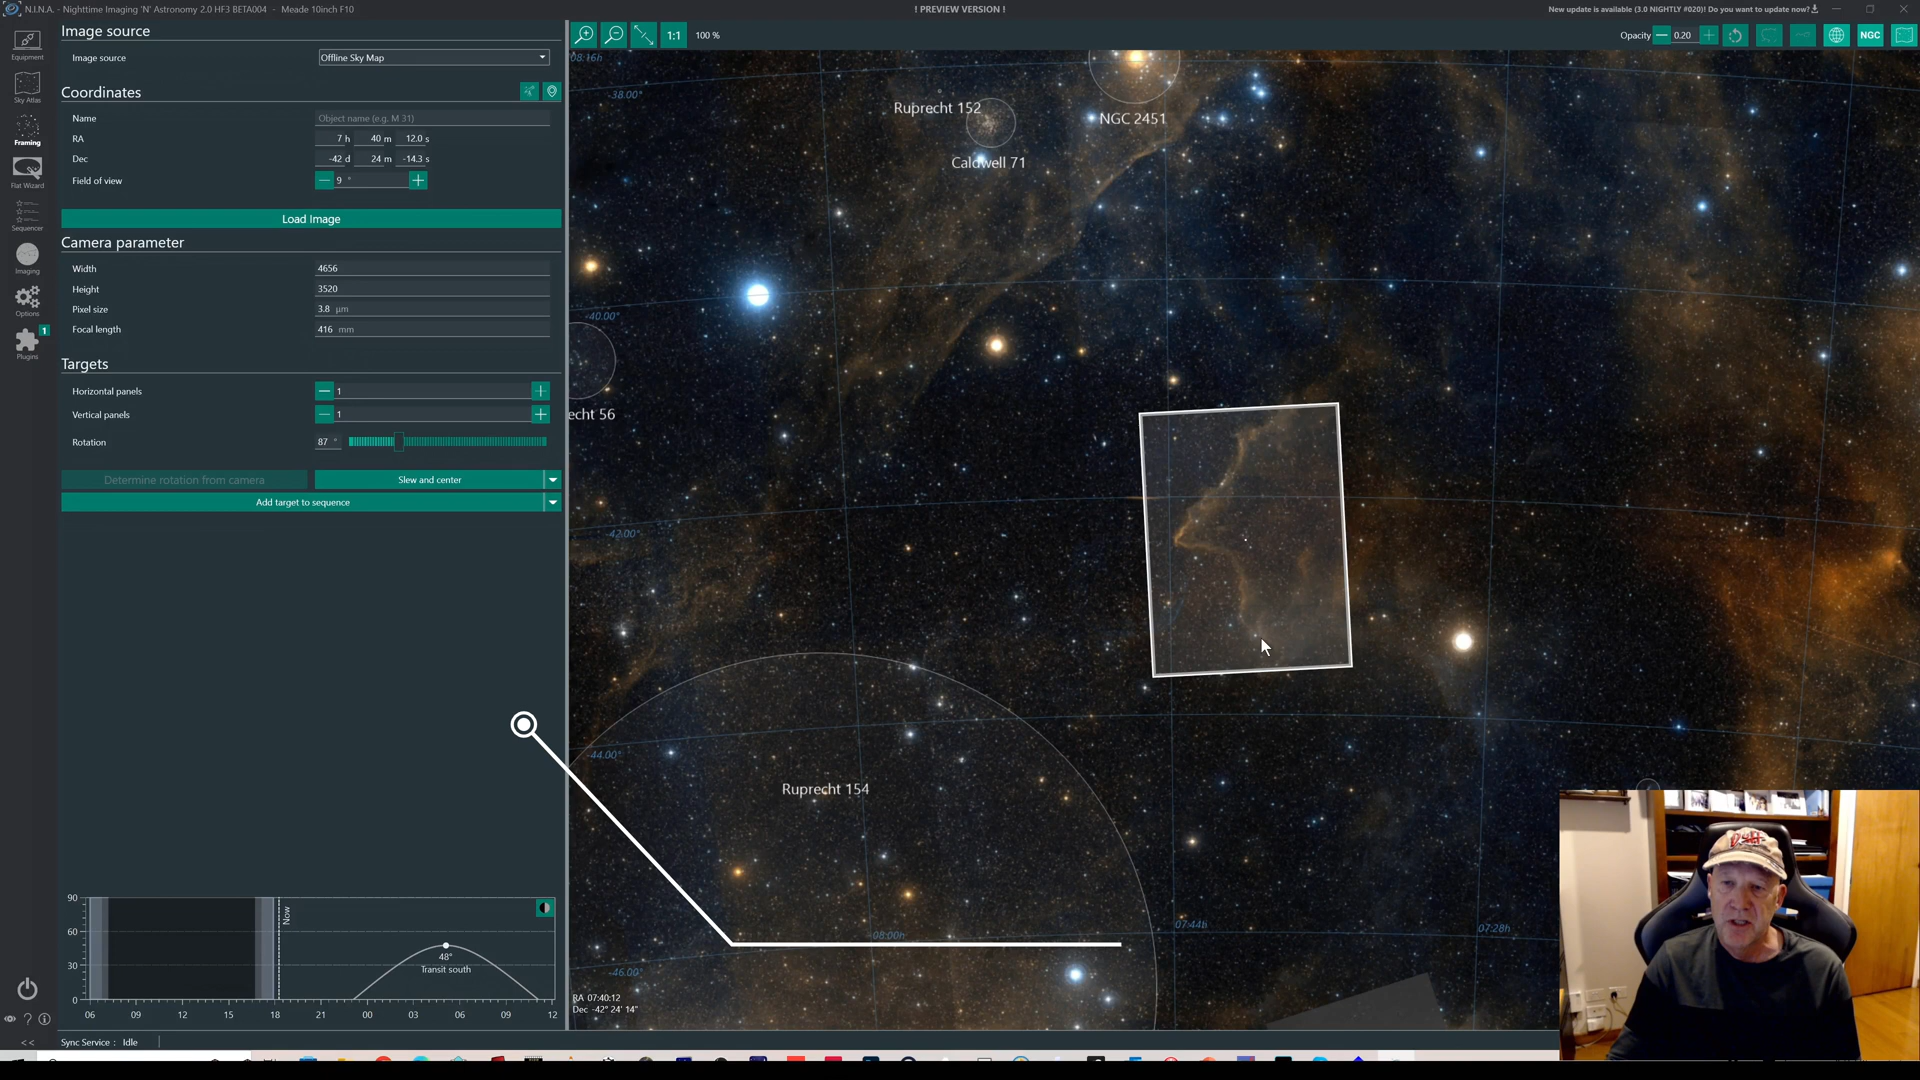 N.I.N.A. - Nighttime Imaging 'N' Astronomy 2.0 HF3 BETA004 - Meade 10inch F10
! PREVIEW VERSION !
New update is available (3.0 NIGHTLY #020)! Do you want to update now?
Equipment
Sky Atlas
Framing
Flat Wizard
Sequencer
Imaging
Options
1
Plugins
Image source
Image source
Offline Sky Map
Coordinates
Name
Object name (e.g. M 31)
RA
7 h 40 m 12.0 s
Dec
-42 d 24 m -14.3 s
Field of view
9 °
Load Image
Camera parameter
Width
4656
Height
3520
Pixel size
3.8 µm
Focal length
416 mm
Targets
Horizontal panels
1
Vertical panels
1
Rotation
87 °
Determine rotation from camera
Slew and center
Add target to sequence
1:1
100 %
Opacity
0.20
NGC
08:16h
-38.00°
Ruprecht 152
NGC 2451
Caldwell 71
-40.00°
echt 56
-42.00°
-44.00°
Ruprecht 154
08:00h
07:44h
07:28h
-46.00°
RA 07:40:12
Dec -42° 24' 14"
90
60
30
0
Now
48°
Transit south
06 09 12 15 18 21 00 03 06 09 12
<<
Sync Service : Idle